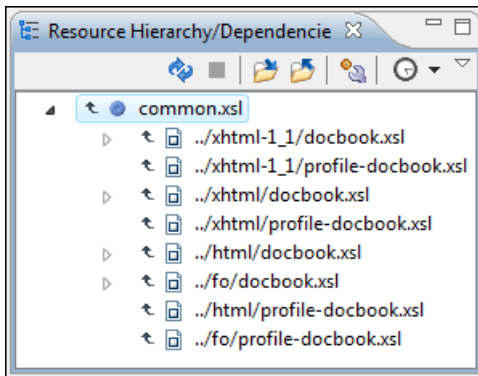 Resource Hierarchy/Dependencie
common.xsl
../xhtml-1_1/docbook.xsl
../xhtml-1_1/profile-docbook.xsl
../xhtml/docbook.xsl
../xhtml/profile-docbook.xsl
../html/docbook.xsl
../fo/docbook.xsl
../html/profile-docbook.xsl
../fo/profile-docbook.xsl